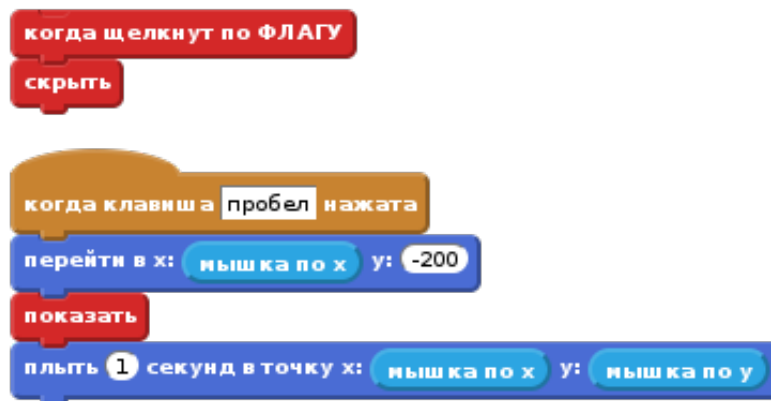 когда щелкнут по ФЛАГУ
скрыть
когда клавиша пробел нажата
перейти в x: мышка по x y: -200
показать
плыть 1 секунд в точку x: мышка по x y: мышка по y